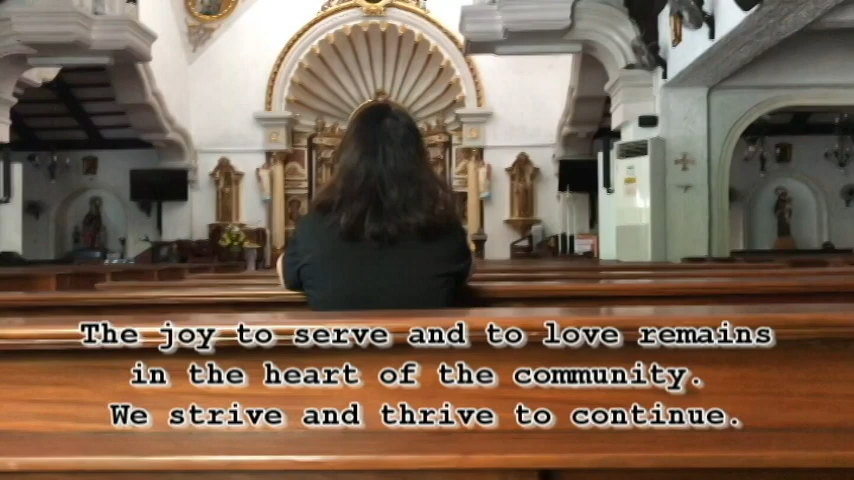 The joy to serve and to love remains
in the heart of the community.
We strive and thrive to continue.